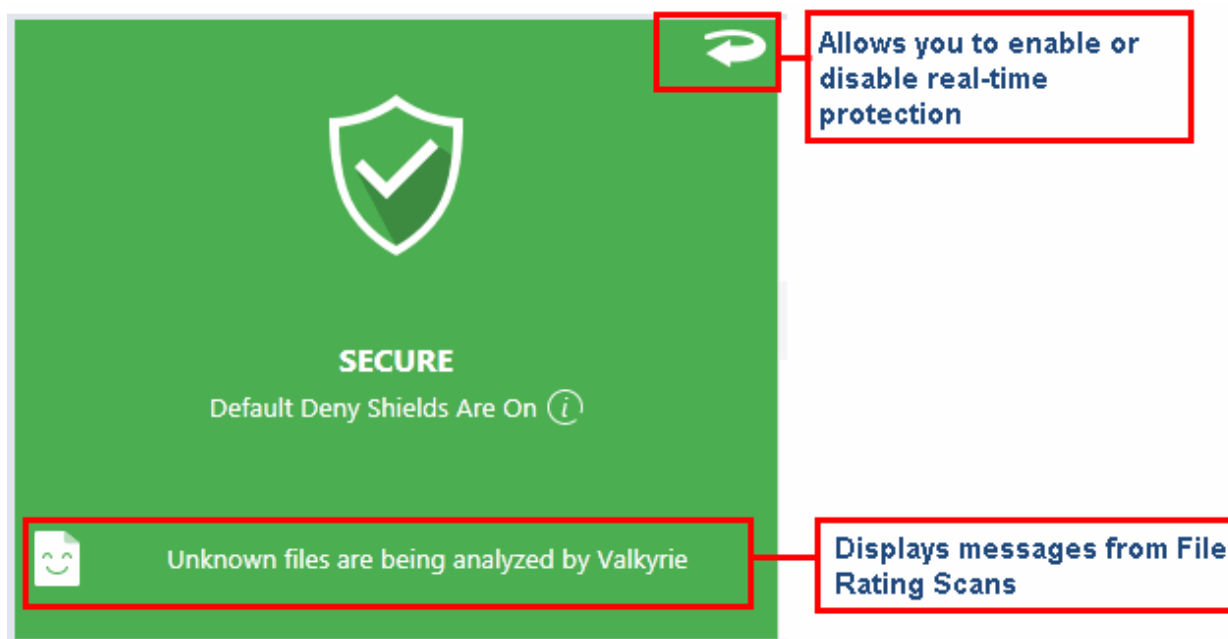 Allows you to enable or
disable real-time
protection
SECURE
Default Deny Shields Are On i
Unknown files are being analyzed by Valkyrie
Displays messages from File
Rating Scans